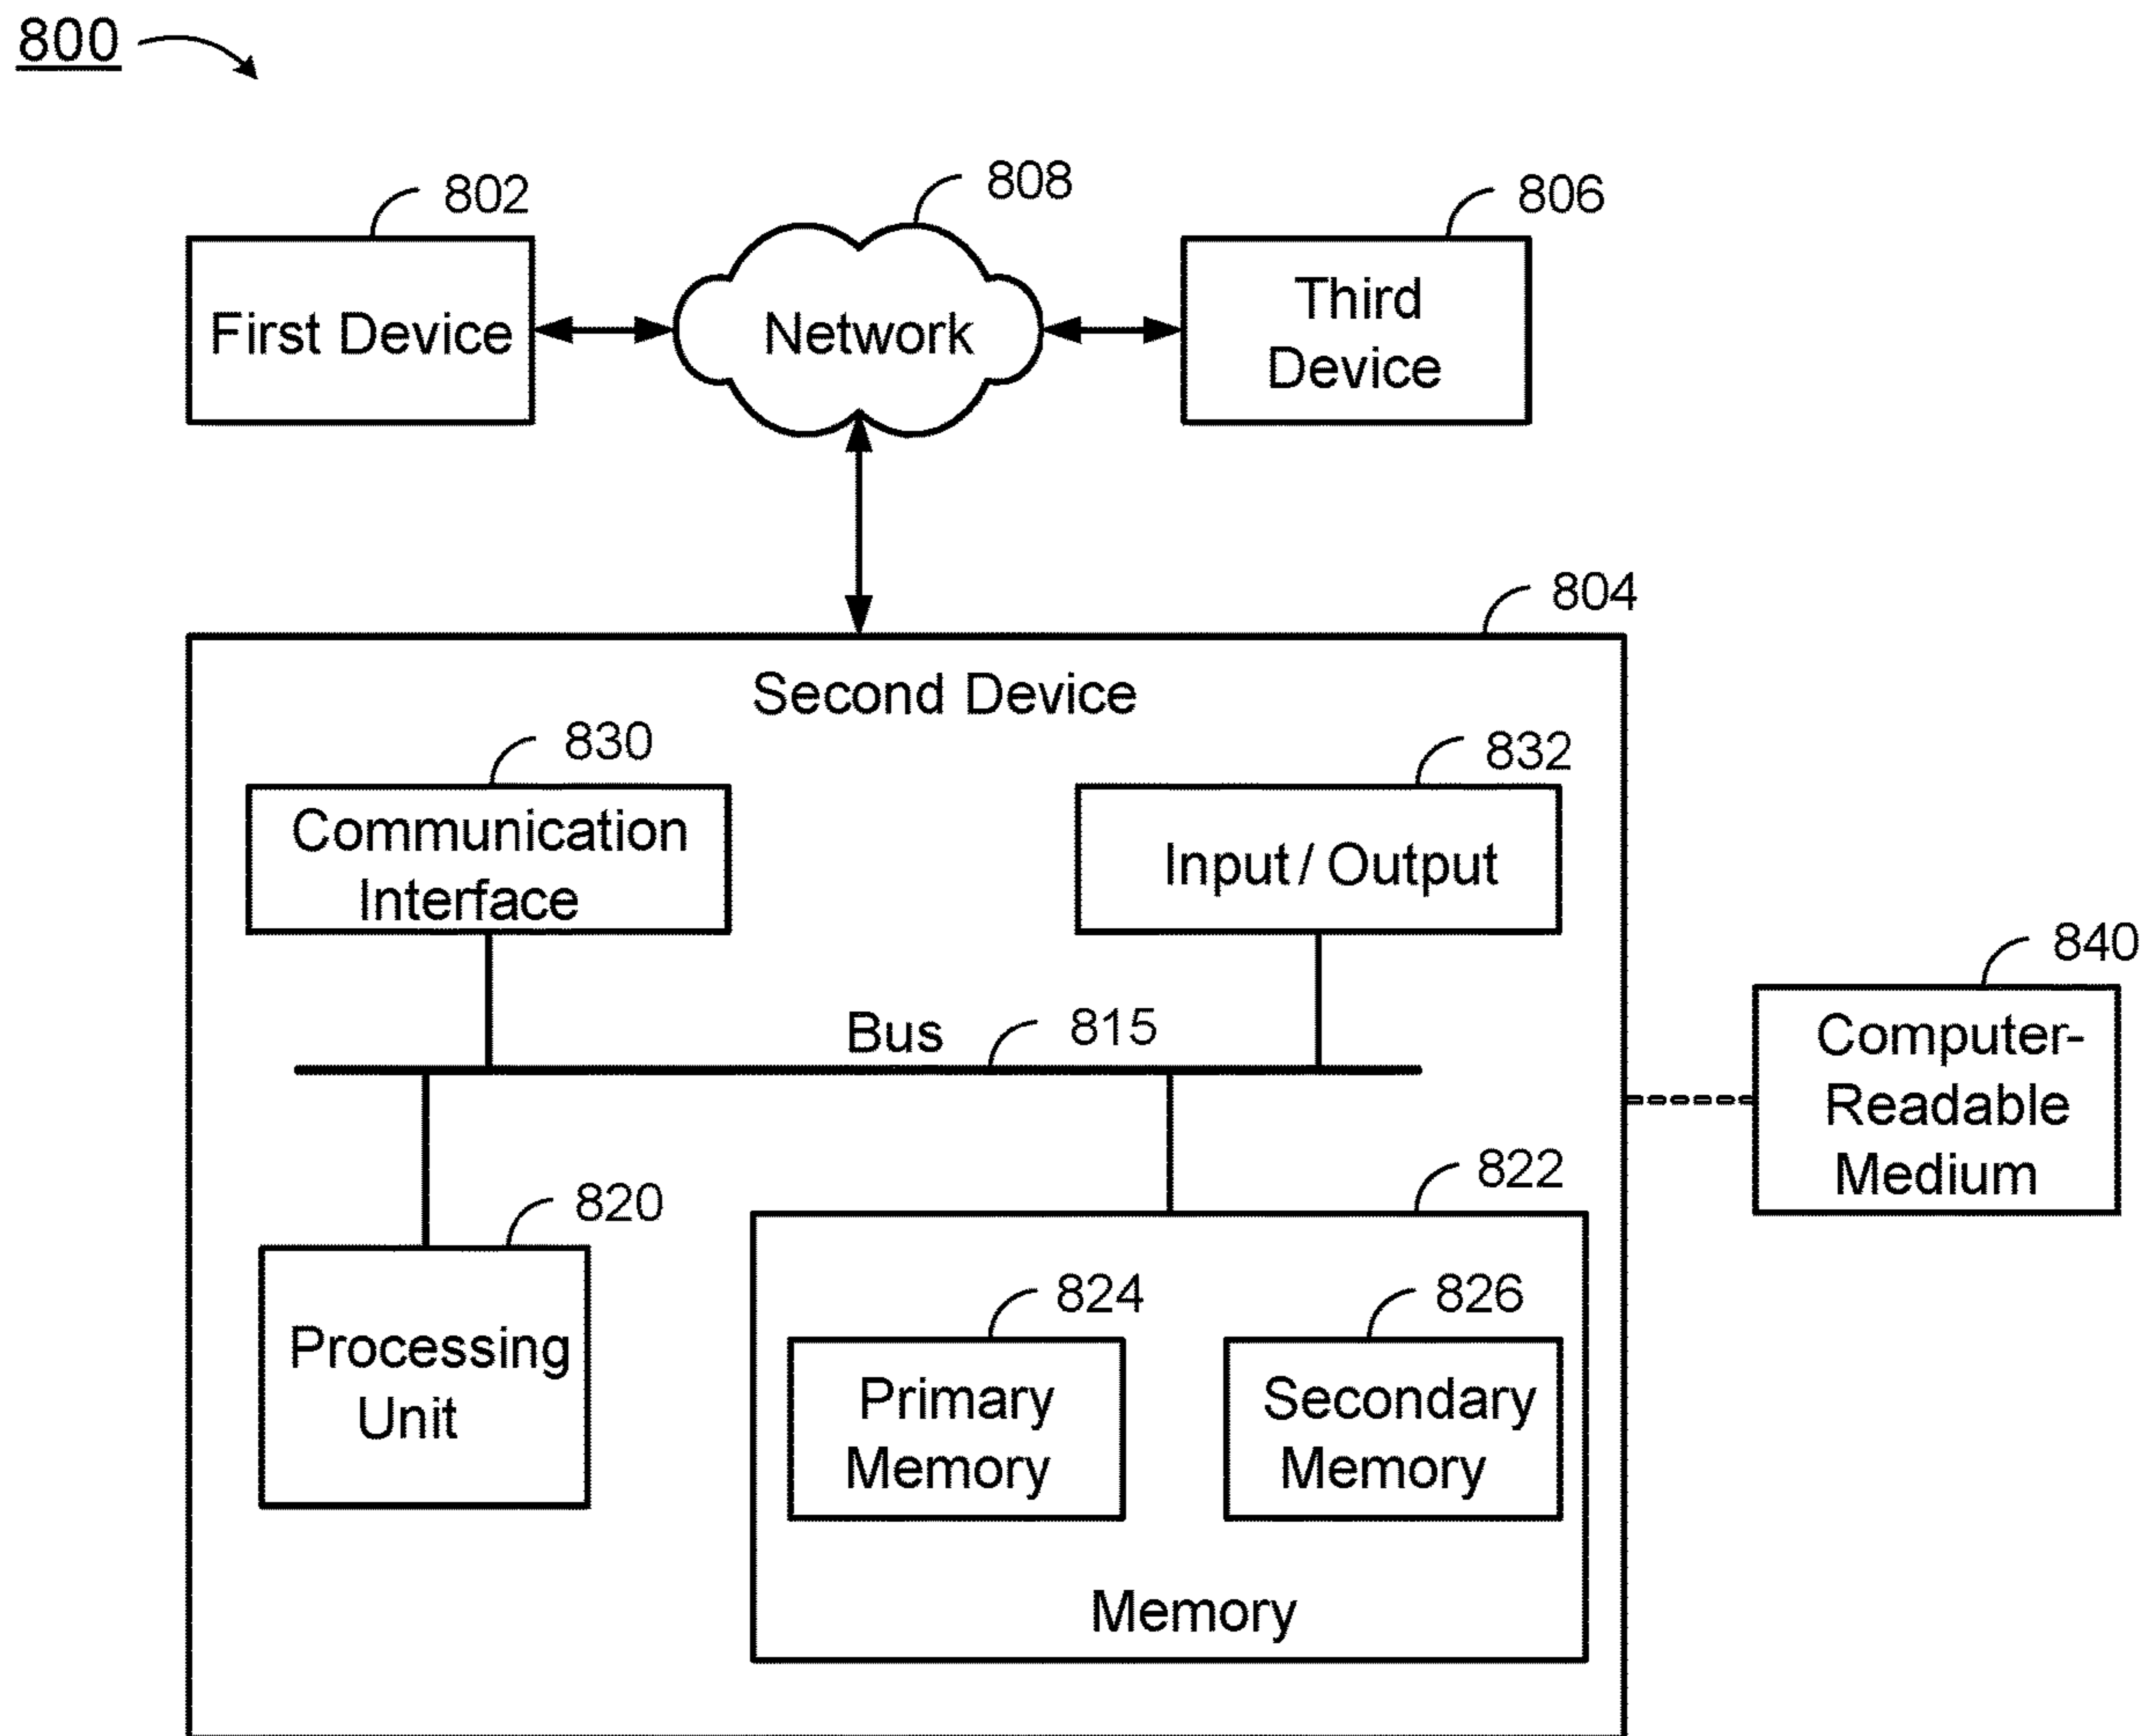 800
802
808
806
First Device
Network
Third
Device
804
Second Device
830
832
Communication
Interface
Input / Output
840
Computer-
Readable
Medium
Bus
815
822
820
Processing
Unit
824
826
Primary
Memory
Secondary
Memory
Memory